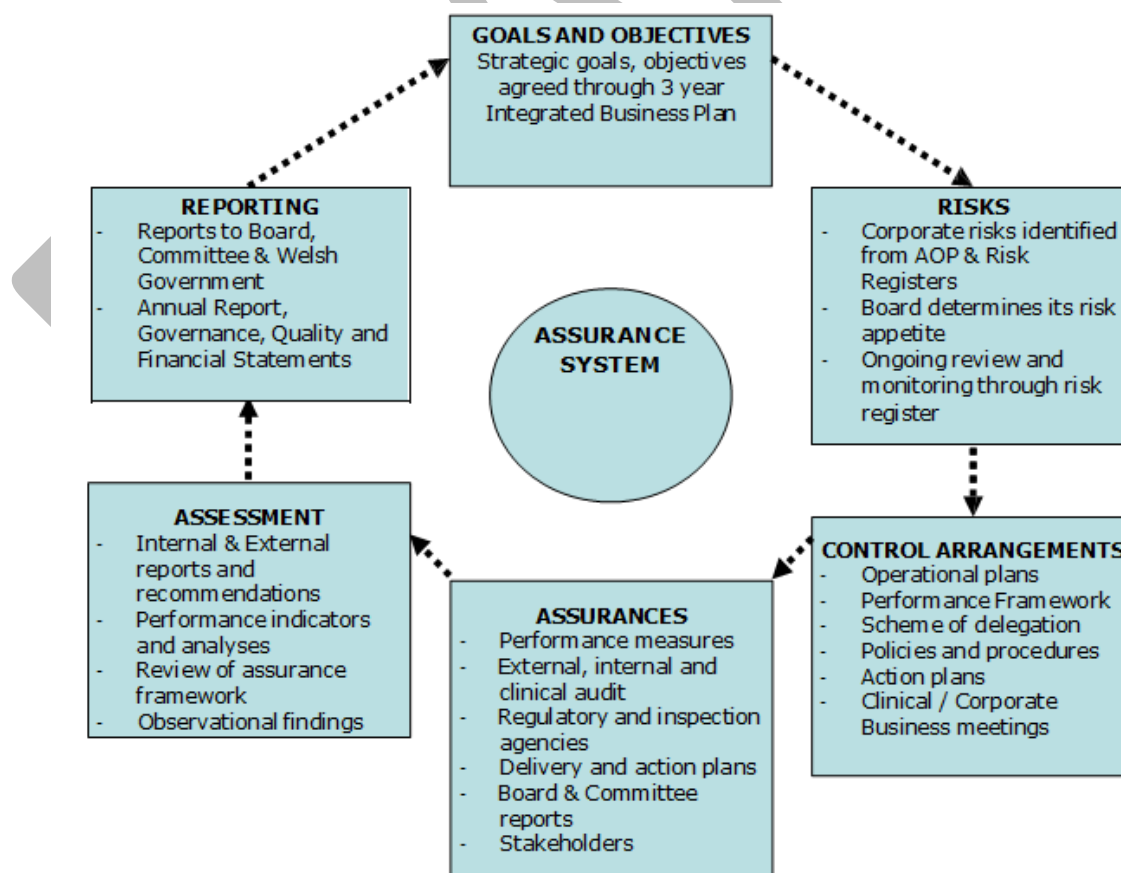 GOALS AND OBJECTIVES
Strategic goals, objectives
agreed through 3 year
Integrated Business Plan
RISKS
- Corporate risks identified
from AOP & Risk
Registers
- Board determines its risk
appetite
- Ongoing review and
monitoring through risk
register
CONTROL ARRANGEMENTS
- Operational plans
- Performance Framework
- Scheme of delegation
- Policies and procedures
- Action plans
- Clinical / Corporate
Business meetings
ASSURANCES
- Performance measures
- External, internal and
clinical audit
- Regulatory and inspection
agencies
- Delivery and action plans
- Board & Committee
reports
- Stakeholders
ASSESSMENT
- Internal & External
reports and
recommendations
- Performance indicators
and analyses
- Review of assurance
framework
- Observational findings
REPORTING
- Reports to Board,
Committee & Welsh
Government
- Annual Report,
Governance, Quality and
Financial Statements
ASSURANCE
SYSTEM